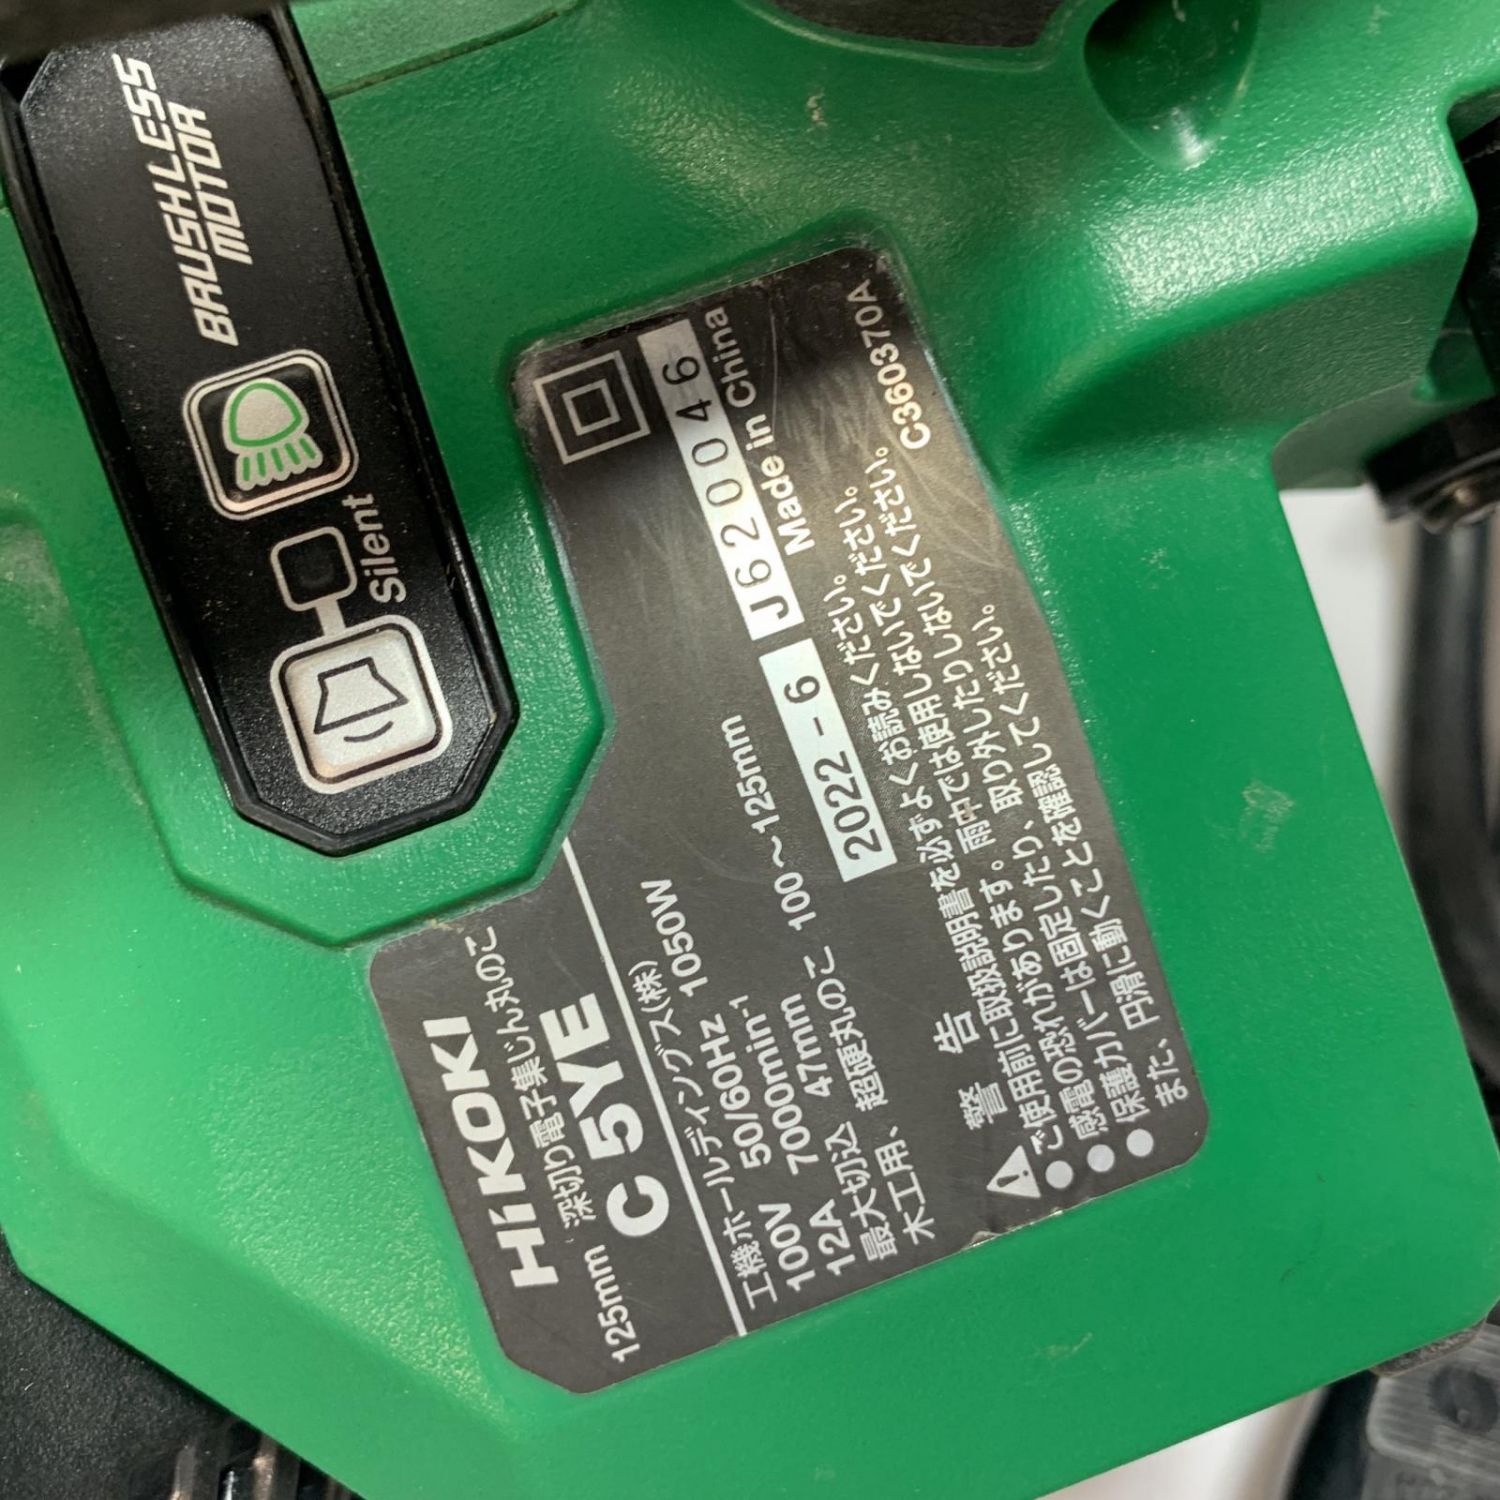 BRUSHLESS
MOTOR
Silent
HiKOKI
125mm 深切り電子集じん丸のこ
C 5YE
工機ホールディングス(株)
100V 50/60Hz 1050W
12A 7000min-1
最大切込 47mm
木工用、超硬丸のこ 100～125mm
2022-6
J620046
Made in China
警告
ご使用前に取扱説明書を必ずよくお読みください。
感電の恐れがあります。雨中では使用しないでください。
保護カバーは固定したり、取り外したりしないでください。
また、円滑に動くことを確認してください。
C360370A